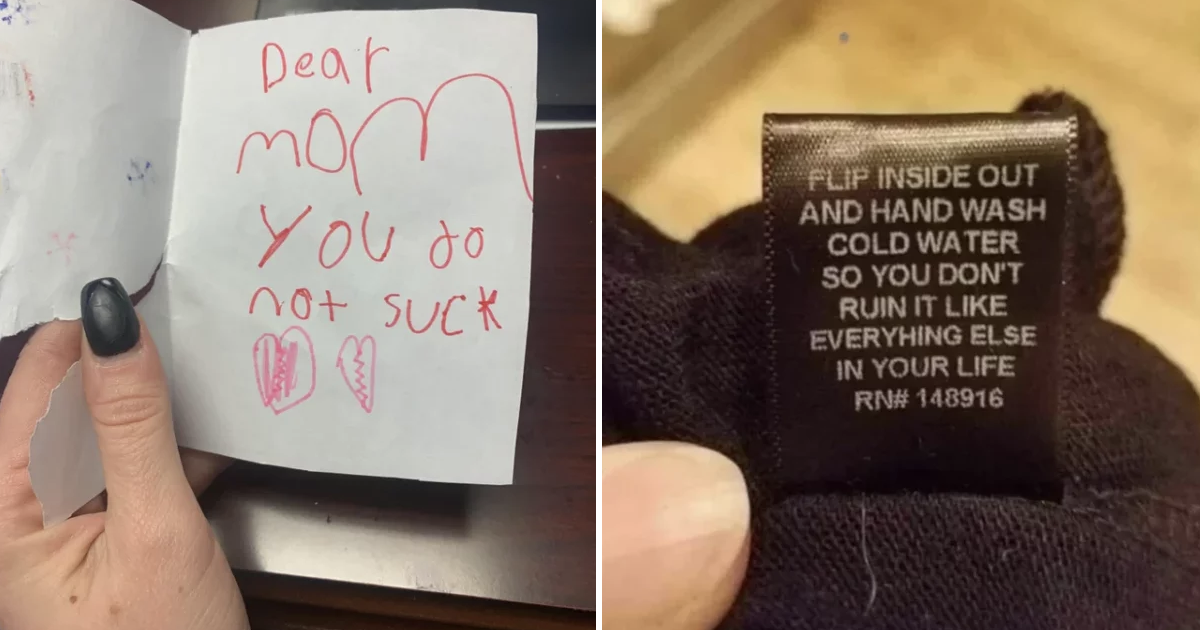 Dear
mom
You do
not suck
FLIP INSIDE OUT
AND HAND WASH
COLD WATER
SO YOU DON'T
RUIN IT LIKE
EVERYHING ELSE
IN YOUR LIFE
RN# 148916